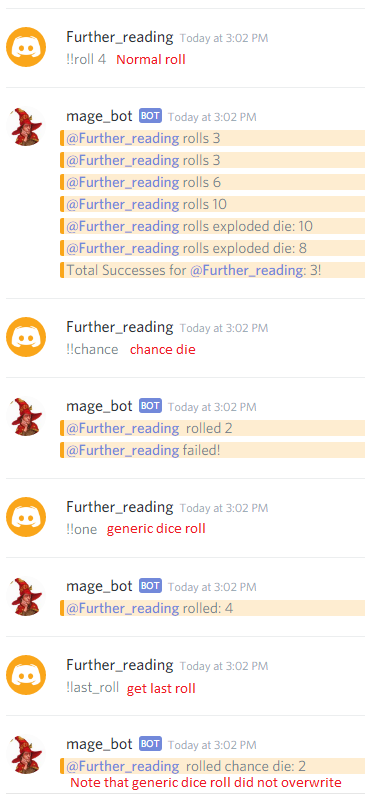 Further_reading Today at 3:02 PM
!!roll 4 Normal roll
mage_bot BOT Today at 3:02 PM
@Further_reading rolls 3
@Further_reading rolls 3
@Further_reading rolls 6
@Further_reading rolls 10
@Further_reading rolls exploded die: 10
@Further_reading rolls exploded die: 8
Total Successes for @Further_reading: 3!
Further_reading Today at 3:02 PM
!!chance chance die
mage_bot BOT Today at 3:02 PM
@Further_reading rolled 2
@Further_reading failed!
Further_reading Today at 3:02 PM
!!one generic dice roll
mage_bot BOT Today at 3:02 PM
@Further_reading rolled: 4
Further_reading Today at 3:02 PM
!last_roll get last roll
mage_bot BOT Today at 3:02 PM
@Further_reading rolled chance die: 2
Note that generic dice roll did not overwrite